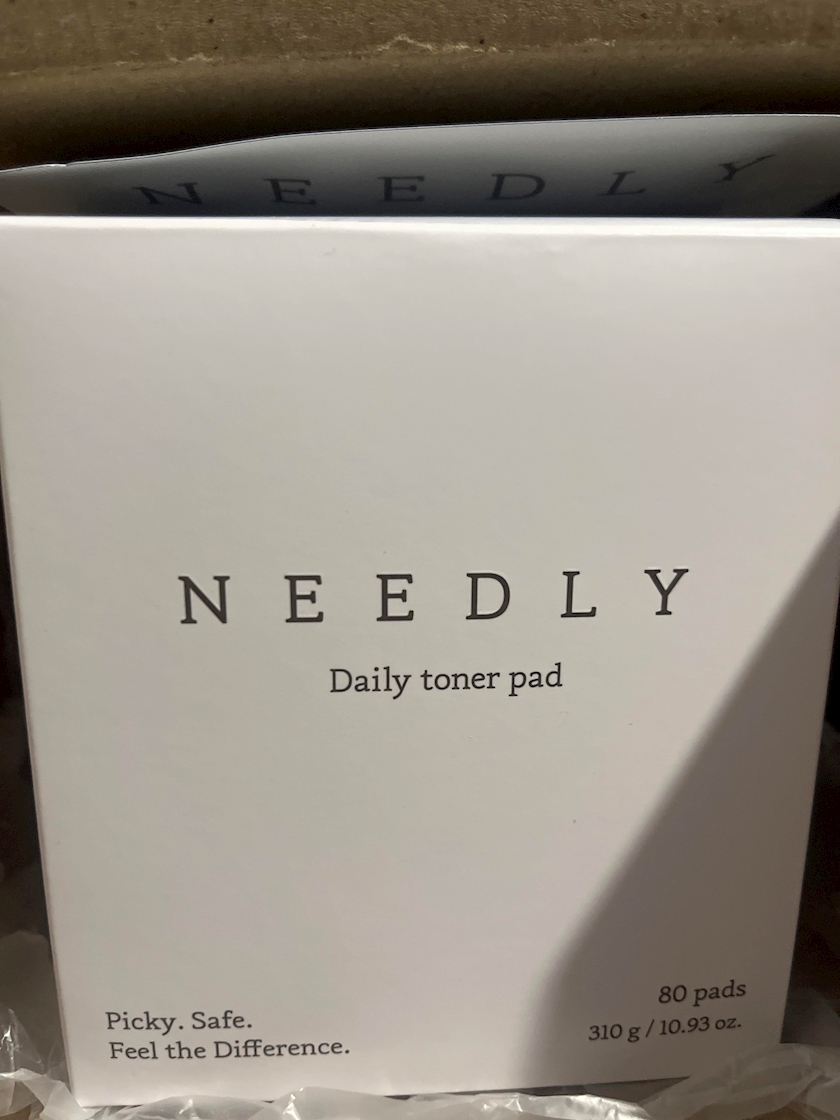 NEEDLY
NEEDLY
Daily toner pad
Picky. Safe.
Feel the Difference.
80 pads
310 g / 10.93 oz.